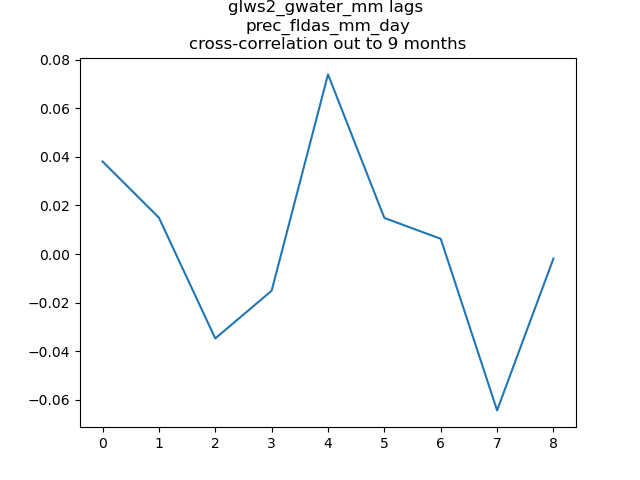 glws2_gwater_mm lags
prec_fldas_mm_day
cross-correlation out to 9 months
0.08
0.06
0.04
0.02
0.00
−0.02
−0.04
−0.06
0 1 2 3 4 5 6 7 8